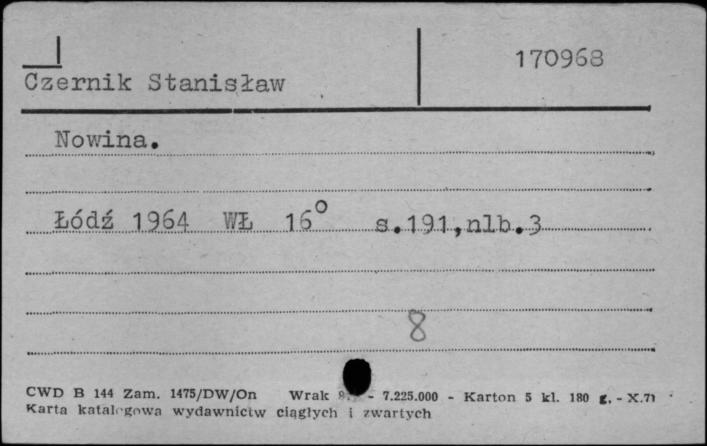 170968
Czernik Stanisław
Nowina.
Łódź 1964 WŁ 16° s.191,nlb.3
8
CWD B 144 Zam. 1475/DW/On Wrak - 7.225.000 - Karton 5 kl. 180 g. - X.71
Karta katalogowa wydawnictw ciągłych i zwartych